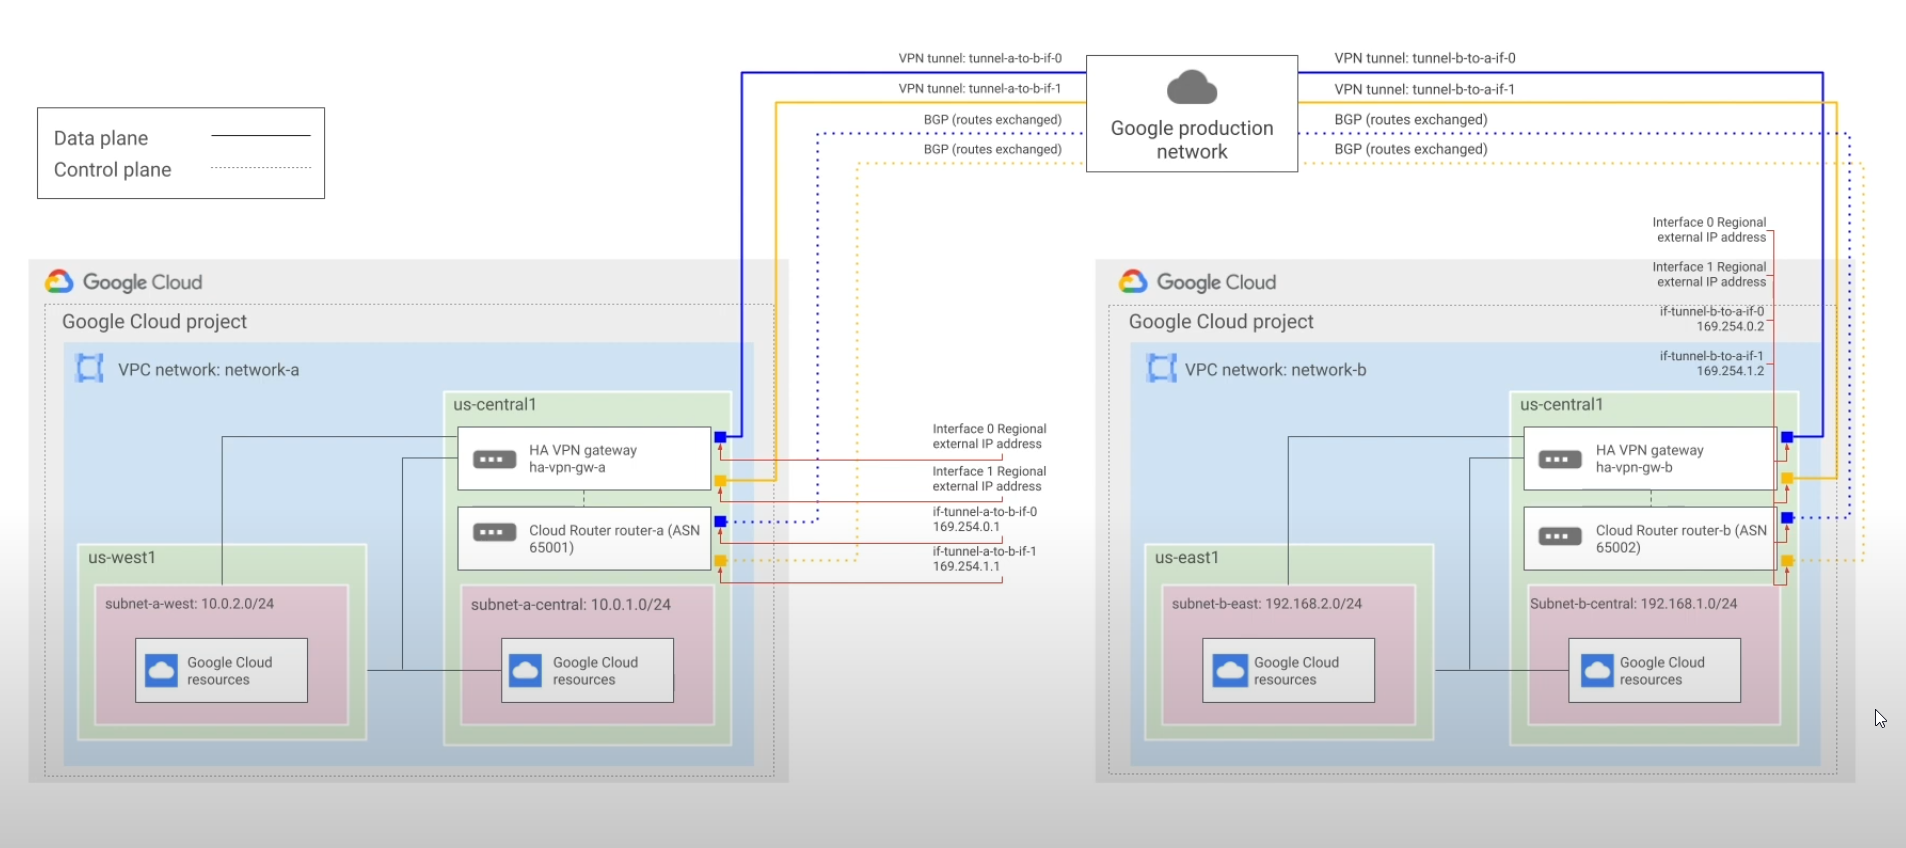 VPN tunnel: tunnel-a-to-b-if-0
VPN tunnel: tunnel-a-to-b-if-1
BGP (routes exchanged)
BGP (routes exchanged)
Google production
network
VPN tunnel: tunnel-b-to-a-if-0
VPN tunnel: tunnel-b-to-a-if-1
BGP (routes exchanged)
BGP (routes exchanged)
Data plane
Control plane
Google Cloud
Google Cloud project
VPC network: network-a
us-central1
HA VPN gateway
ha-vpn-gw-a
Cloud Router router-a (ASN
65001)
us-west1
subnet-a-west: 10.0.2.0/24
Google Cloud
resources
subnet-a-central: 10.0.1.0/24
Google Cloud
resources
Interface 0 Regional
external IP address
Interface 1 Regional
external IP address
if-tunnel-a-to-b-if-0
169.254.0.1
if-tunnel-a-to-b-if-1
169.254.1.1
Interface 0 Regional
external IP address
Interface 1 Regional
external IP address
if-tunnel-b-to-a-if-0
169.254.0.2
if-tunnel-b-to-a-if-1
169.254.1.2
Google Cloud
Google Cloud project
VPC network: network-b
us-central1
HA VPN gateway
ha-vpn-gw-b
Cloud Router router-b (ASN
65002)
us-east1
subnet-b-east: 192.168.2.0/24
Google Cloud
resources
Subnet-b-central: 192.168.1.0/24
Google Cloud
resources